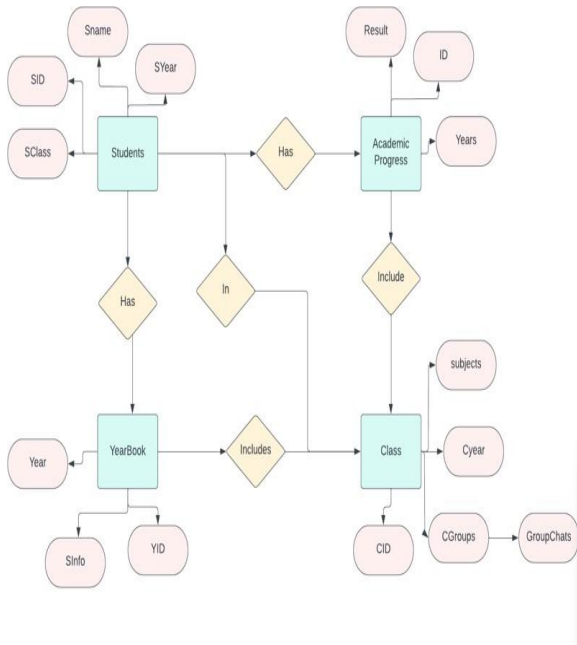 Sname
Result
SYear
ID
SID
SClass
Students
Has
Academic
Progress
Years
Has
In
Include
subjects
YearBook
Includes
Class
Cyear
Year
SInfo
YID
CID
CGroups
GroupChats